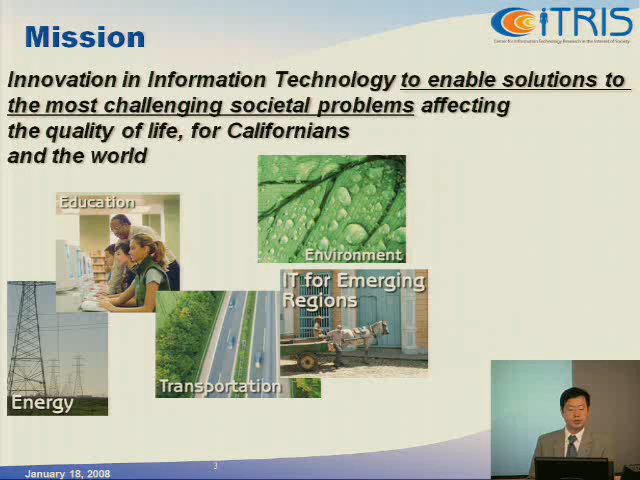 Mission
CiTRIS
Center for Information Technology Research in the Interest of Society
Innovation in Information Technology to enable solutions to
the most challenging societal problems affecting
the quality of life, for Californians
and the world
Education
Environment
IT for Emerging
Regions
Transportation
Energy
3
January 18, 2008